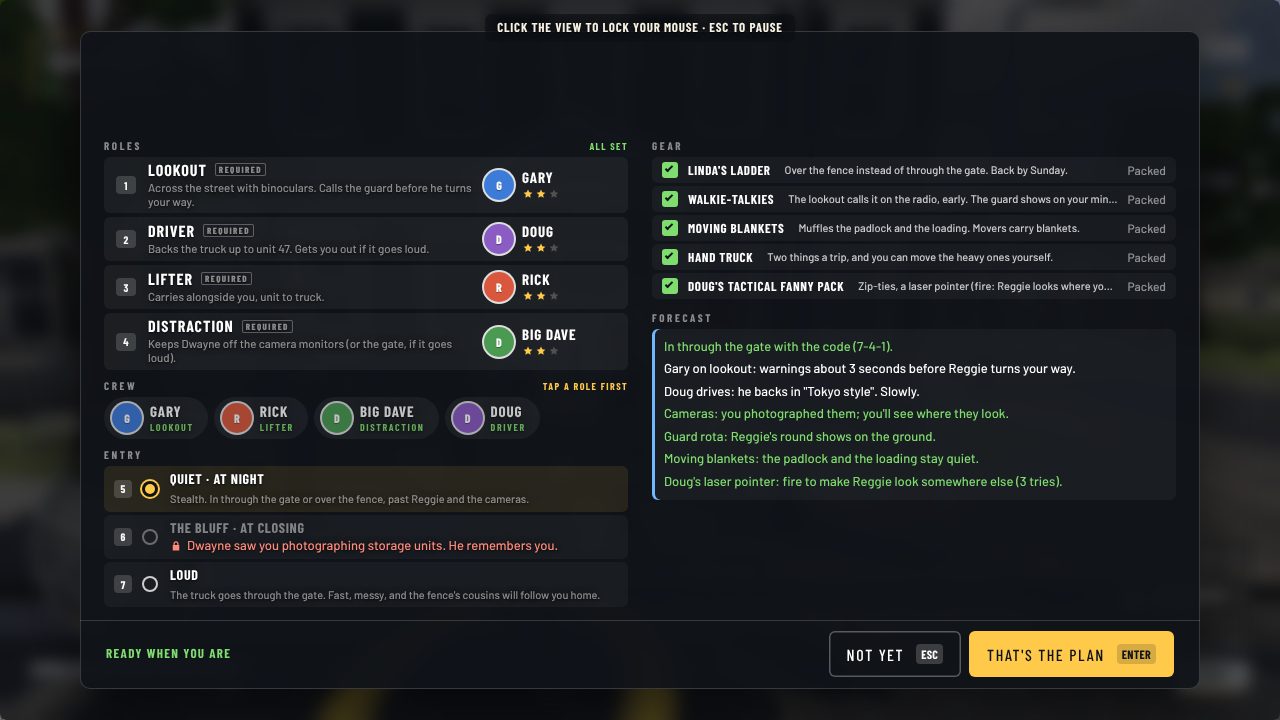 CLICK THE VIEW TO LOCK YOUR MOUSE · ESC TO PAUSE
ROLES
ALL SET
1
LOOKOUT
REQUIRED
Across the street with binoculars. Calls the guard before he turns
your way.
G
GARY
2
DRIVER
REQUIRED
Backs the truck up to unit 47. Gets you out if it goes loud.
D
DOUG
3
LIFTER
REQUIRED
Carries alongside you, unit to truck.
R
RICK
4
DISTRACTION
REQUIRED
Keeps Dwayne off the camera monitors (or the gate, if it goes
loud).
D
BIG DAVE
CREW
TAP A ROLE FIRST
G
GARY
LOOKOUT
R
RICK
LIFTER
D
BIG DAVE
DISTRACTION
D
DOUG
DRIVER
ENTRY
5
QUIET · AT NIGHT
Stealth. In through the gate or over the fence, past Reggie and the cameras.
6
THE BLUFF · AT CLOSING
Dwayne saw you photographing storage units. He remembers you.
7
LOUD
The truck goes through the gate. Fast, messy, and the fence's cousins will follow you home.
GEAR
LINDA'S LADDER Over the fence instead of through the gate. Back by Sunday. Packed
WALKIE-TALKIES The lookout calls it on the radio, early. The guard shows on your min... Packed
MOVING BLANKETS Muffles the padlock and the loading. Movers carry blankets. Packed
HAND TRUCK Two things a trip, and you can move the heavy ones yourself. Packed
DOUG'S TACTICAL FANNY PACK Zip-ties, a laser pointer (fire: Reggie looks where yo... Packed
FORECAST
In through the gate with the code (7-4-1).
Gary on lookout: warnings about 3 seconds before Reggie turns your way.
Doug drives: he backs in "Tokyo style". Slowly.
Cameras: you photographed them; you'll see where they look.
Guard rota: Reggie's round shows on the ground.
Moving blankets: the padlock and the loading stay quiet.
Doug's laser pointer: fire to make Reggie look somewhere else (3 tries).
READY WHEN YOU ARE
NOT YET ESC
THAT'S THE PLAN ENTER